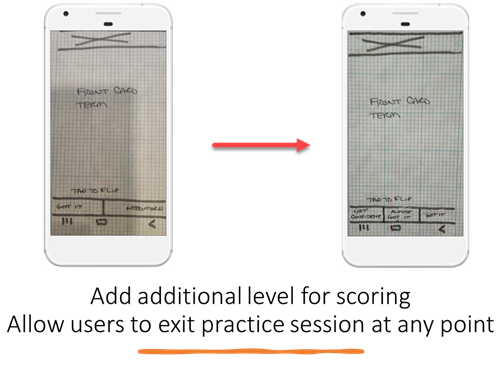 FRONT CARD
TERM
TAP TO FLIP
GOT IT
NEED MORE
FRONT CARD
TERM
TAP TO FLIP
NOT CONFIDENT
ALMOST GOT IT
GOT IT
Add additional level for scoring
Allow users to exit practice session at any point